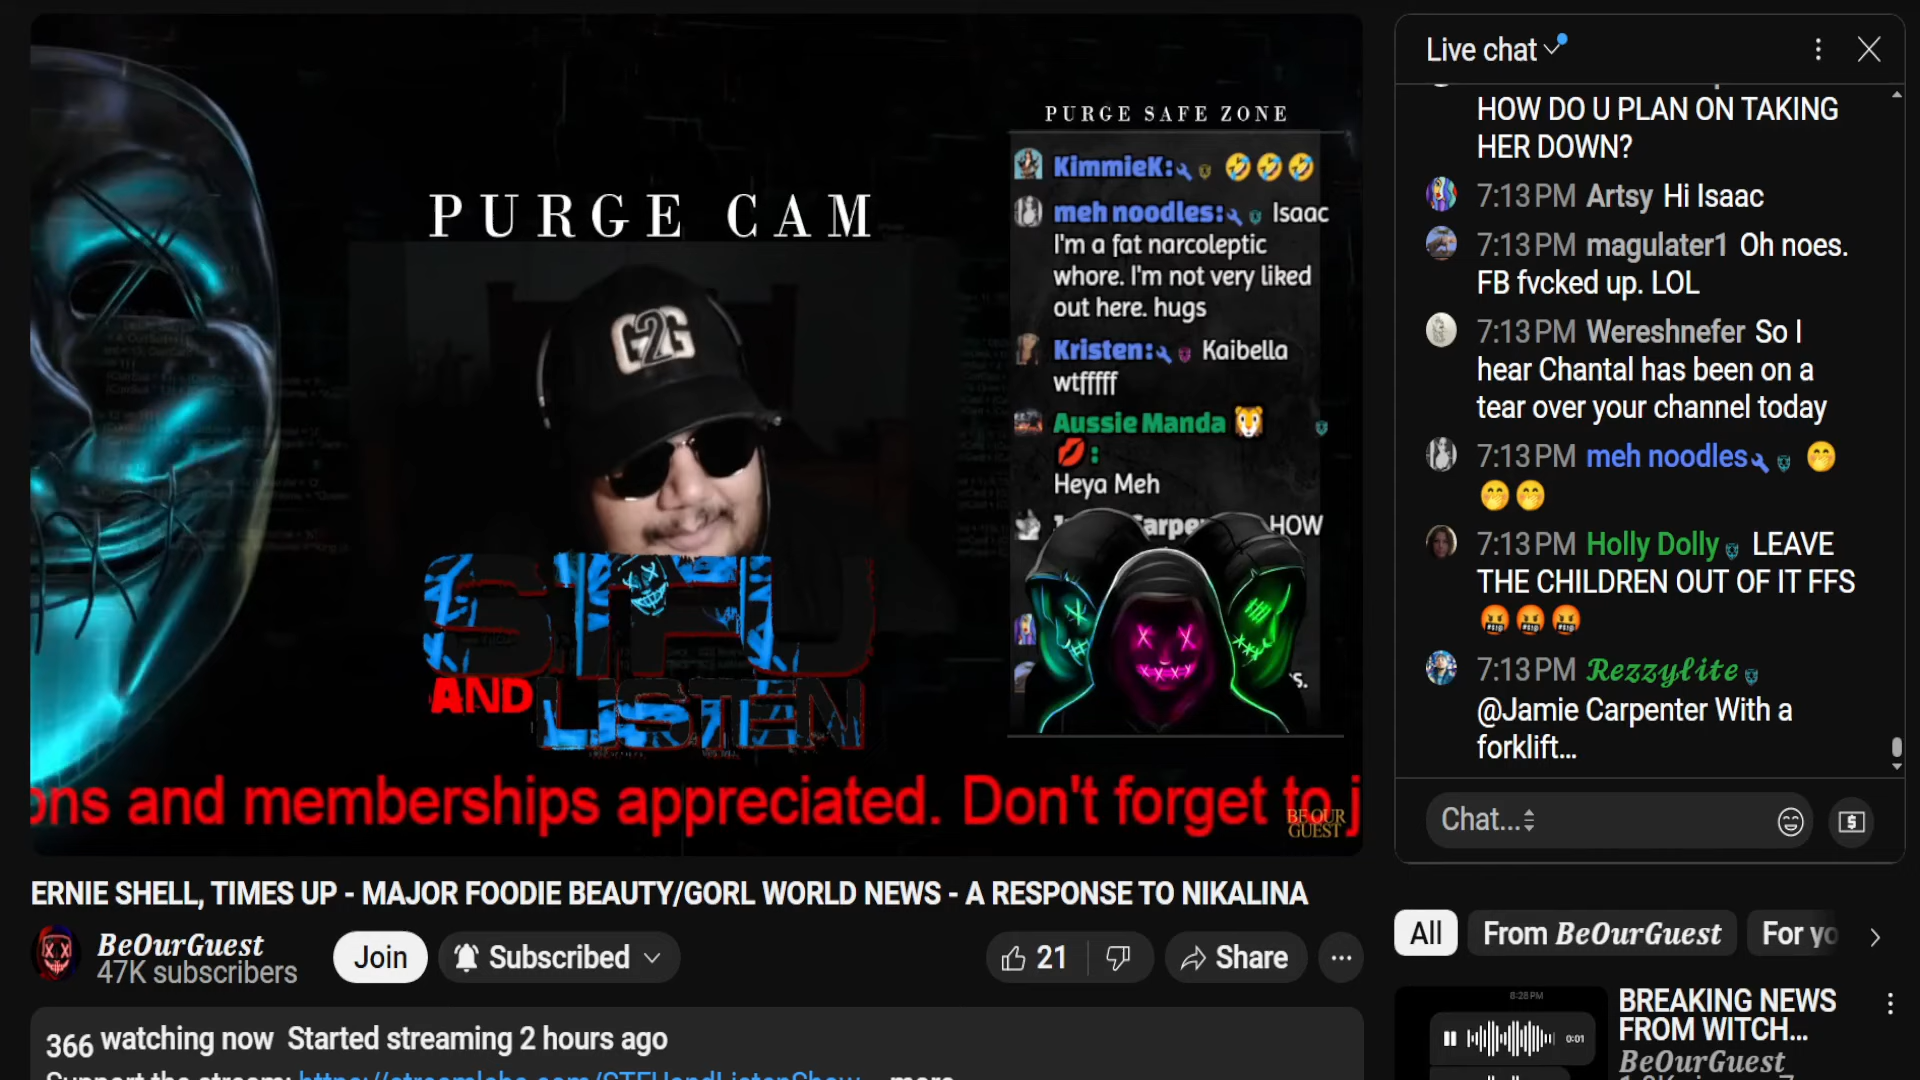 PURGE CAM
G2G
STFU
AND LISTEN
ons and memberships appreciated. Don't forget to j
BE OUR
GUEST
PURGE SAFE ZONE
KimmieK: 🤣🤣🤣
meh noodles: Isaac
I'm a fat narcoleptic
whore. I'm not very liked
out here. hugs
Kristen: Kaibella
wtfffff
Aussie Manda 🐯
💋:
Heya Meh
HOW
s.
Live chat
HOW DO U PLAN ON TAKING
HER DOWN?
7:13 PM Artsy Hi Isaac
7:13 PM magulater1 Oh noes.
FB fvcked up. LOL
7:13 PM Wereshnefer So I
hear Chantal has been on a
tear over your channel today
7:13 PM meh noodles 🤭
🤭🤭
7:13 PM Holly Dolly LEAVE
THE CHILDREN OUT OF IT FFS
🤬🤬🤬
7:13 PM 𝓡𝓮𝔃𝔃𝔂𝓵𝓲𝓽𝓮
@Jamie Carpenter With a
forklift...
Chat...
ERNIE SHELL, TIMES UP - MAJOR FOODIE BEAUTY/GORL WORLD NEWS - A RESPONSE TO NIKALINA
BeOurGuest
47K subscribers
Join
Subscribed
21
Share
366 watching now Started streaming 2 hours ago
Support the stream: https://streamlabs.com/STFUandListenShow ...more
All
From BeOurGuest
For yo
8:28 PM
0:01
BREAKING NEWS
FROM WITCH...
BeOurGuest